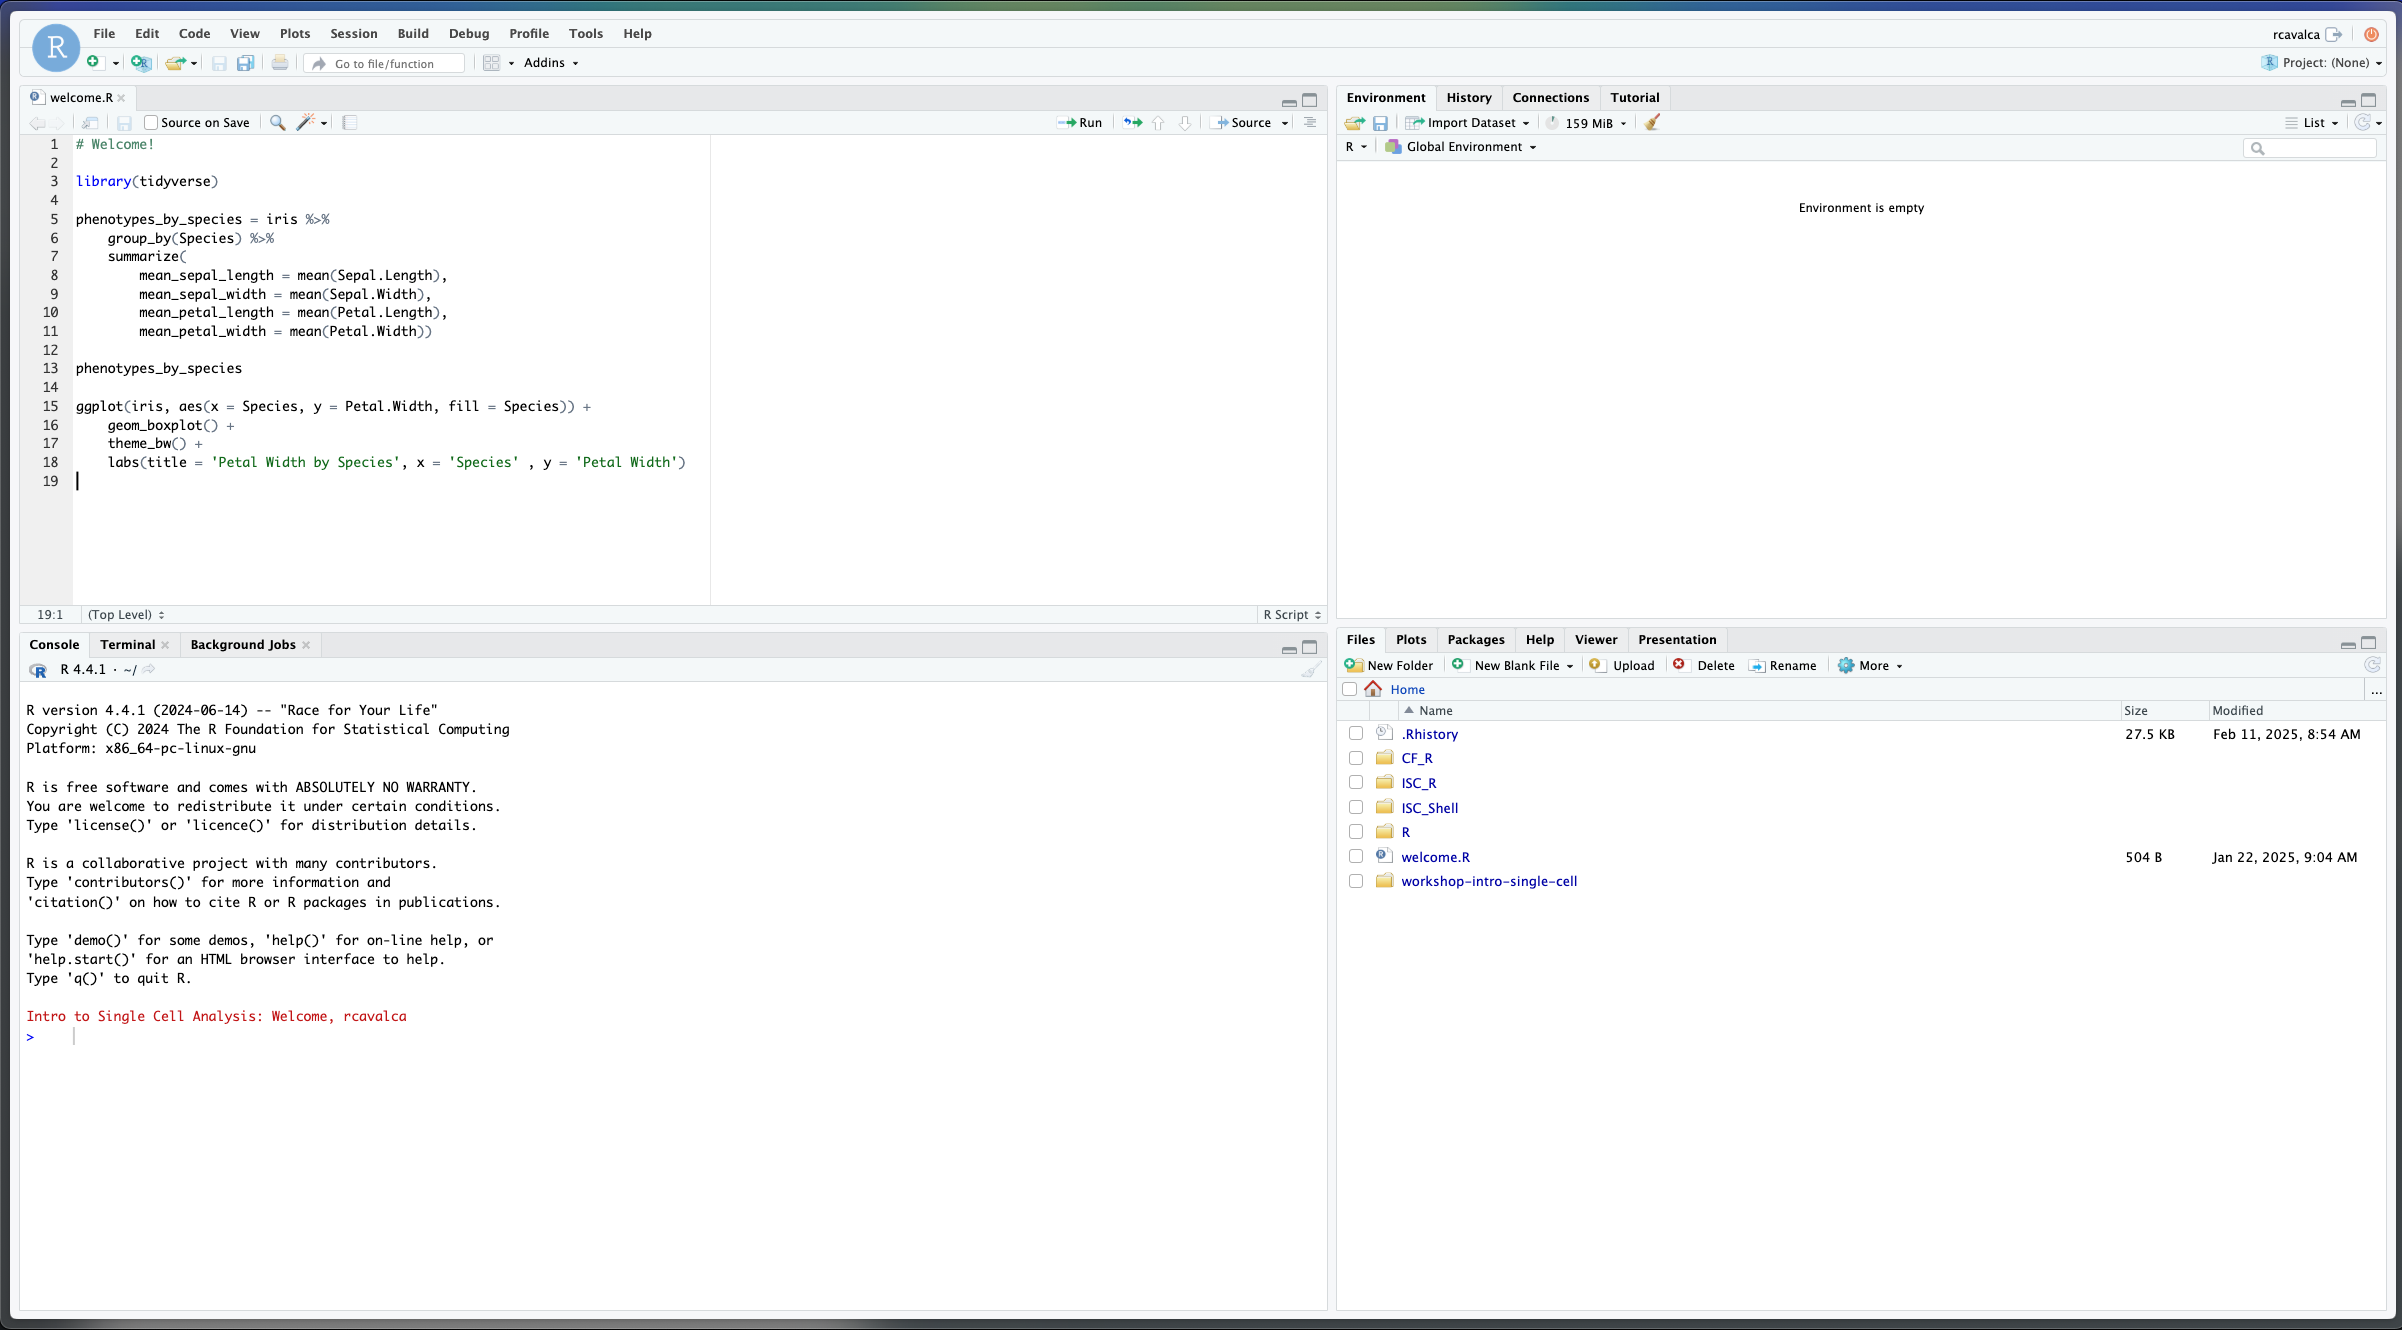 R
File Edit Code View Plots Session Build Debug Profile Tools Help
rcavalca
Go to file/function
Addins
Project: (None)
welcome.R
Source on Save
Run
Source
1 # Welcome!
2
3 library(tidyverse)
4
5 phenotypes_by_species = iris %>%
6     group_by(Species) %>%
7     summarize(
8         mean_sepal_length = mean(Sepal.Length),
9         mean_sepal_width = mean(Sepal.Width),
10         mean_petal_length = mean(Petal.Length),
11         mean_petal_width = mean(Petal.Width))
12
13 phenotypes_by_species
14
15 ggplot(iris, aes(x = Species, y = Petal.Width, fill = Species)) +
16     geom_boxplot() +
17     theme_bw() +
18     labs(title = 'Petal Width by Species', x = 'Species' , y = 'Petal Width')
19
19:1 (Top Level) R Script
Console Terminal Background Jobs
R 4.4.1 · ~/
R version 4.4.1 (2024-06-14) -- "Race for Your Life"
Copyright (C) 2024 The R Foundation for Statistical Computing
Platform: x86_64-pc-linux-gnu
R is free software and comes with ABSOLUTELY NO WARRANTY.
You are welcome to redistribute it under certain conditions.
Type 'license()' or 'licence()' for distribution details.
R is a collaborative project with many contributors.
Type 'contributors()' for more information and
'citation()' on how to cite R or R packages in publications.
Type 'demo()' for some demos, 'help()' for on-line help, or
'help.start()' for an HTML browser interface to help.
Type 'q()' to quit R.
Intro to Single Cell Analysis: Welcome, rcavalca
>
Environment History Connections Tutorial
Import Dataset 159 MiB List
R Global Environment
Environment is empty
Files Plots Packages Help Viewer Presentation
New Folder New Blank File Upload Delete Rename More
Home ...
Name Size Modified
.Rhistory 27.5 KB Feb 11, 2025, 8:54 AM
CF_R
ISC_R
ISC_Shell
R
welcome.R 504 B Jan 22, 2025, 9:04 AM
workshop-intro-single-cell